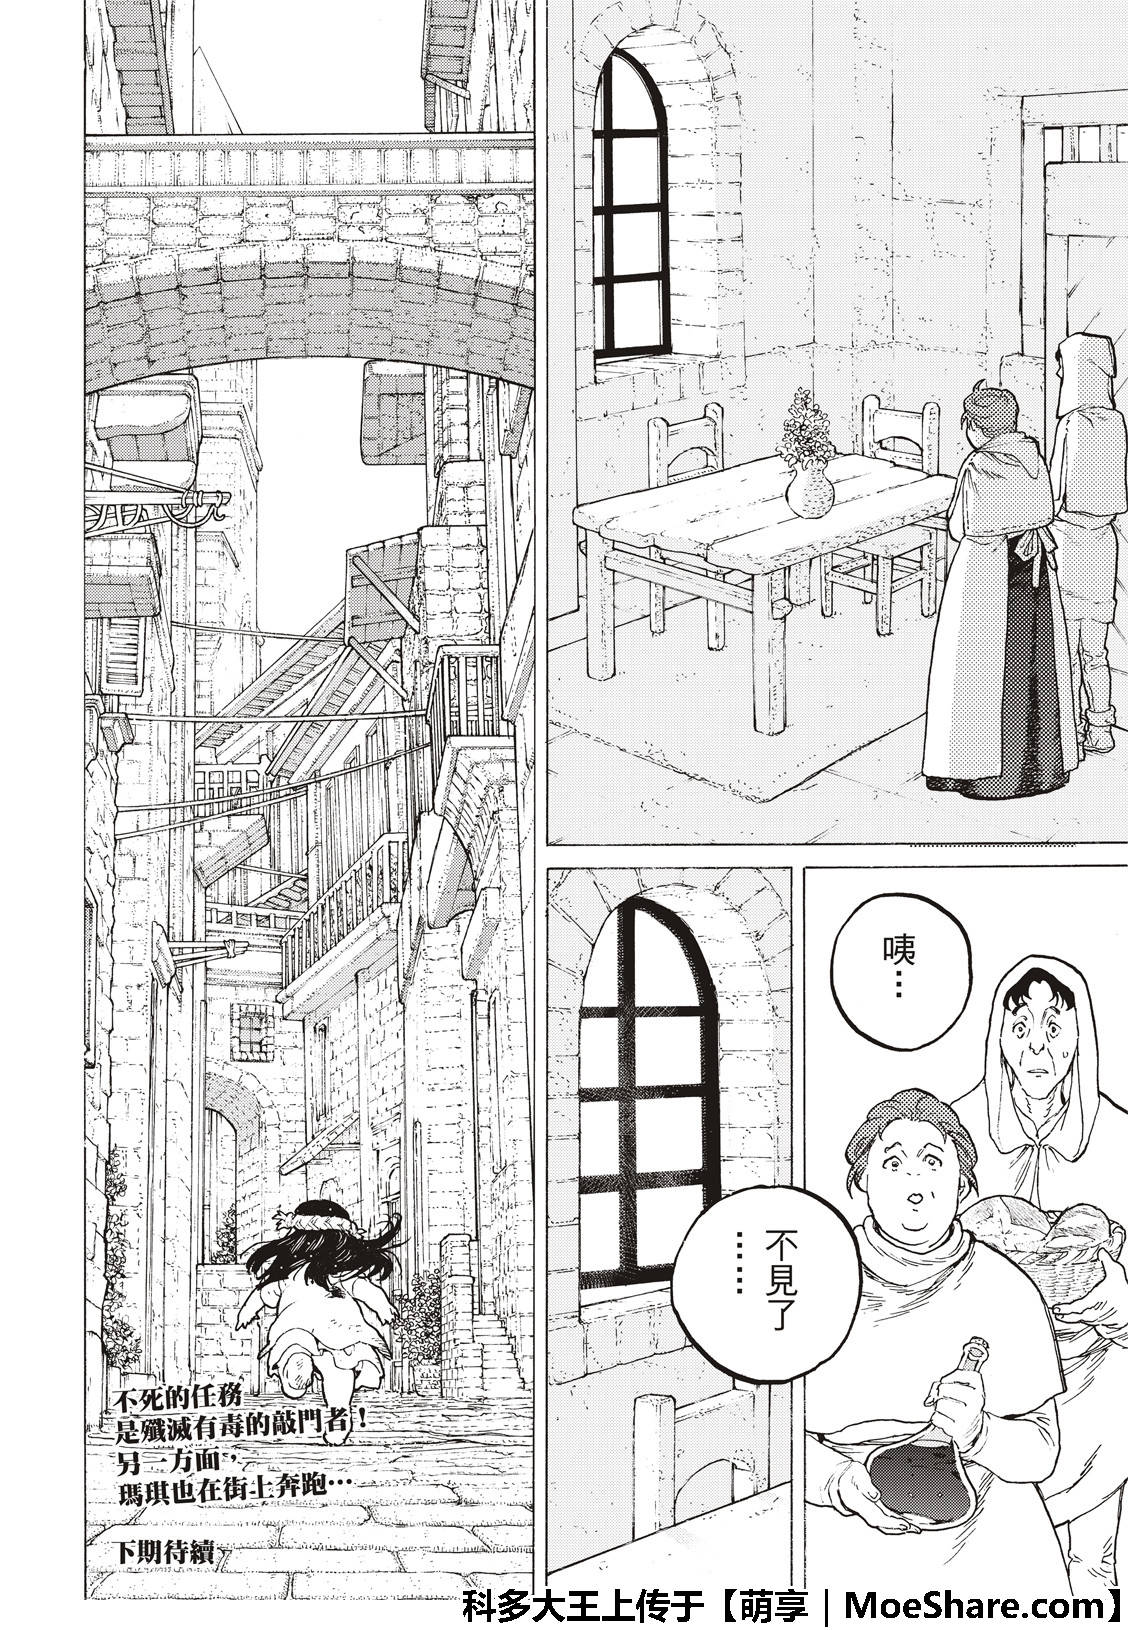 咦…
不見了
……
不死的任務
是殲滅有毒的敲門者！
另一方面，
瑪琪也在街上奔跑…
下期待續
科多大王上传于【萌享｜MoeShare.com】